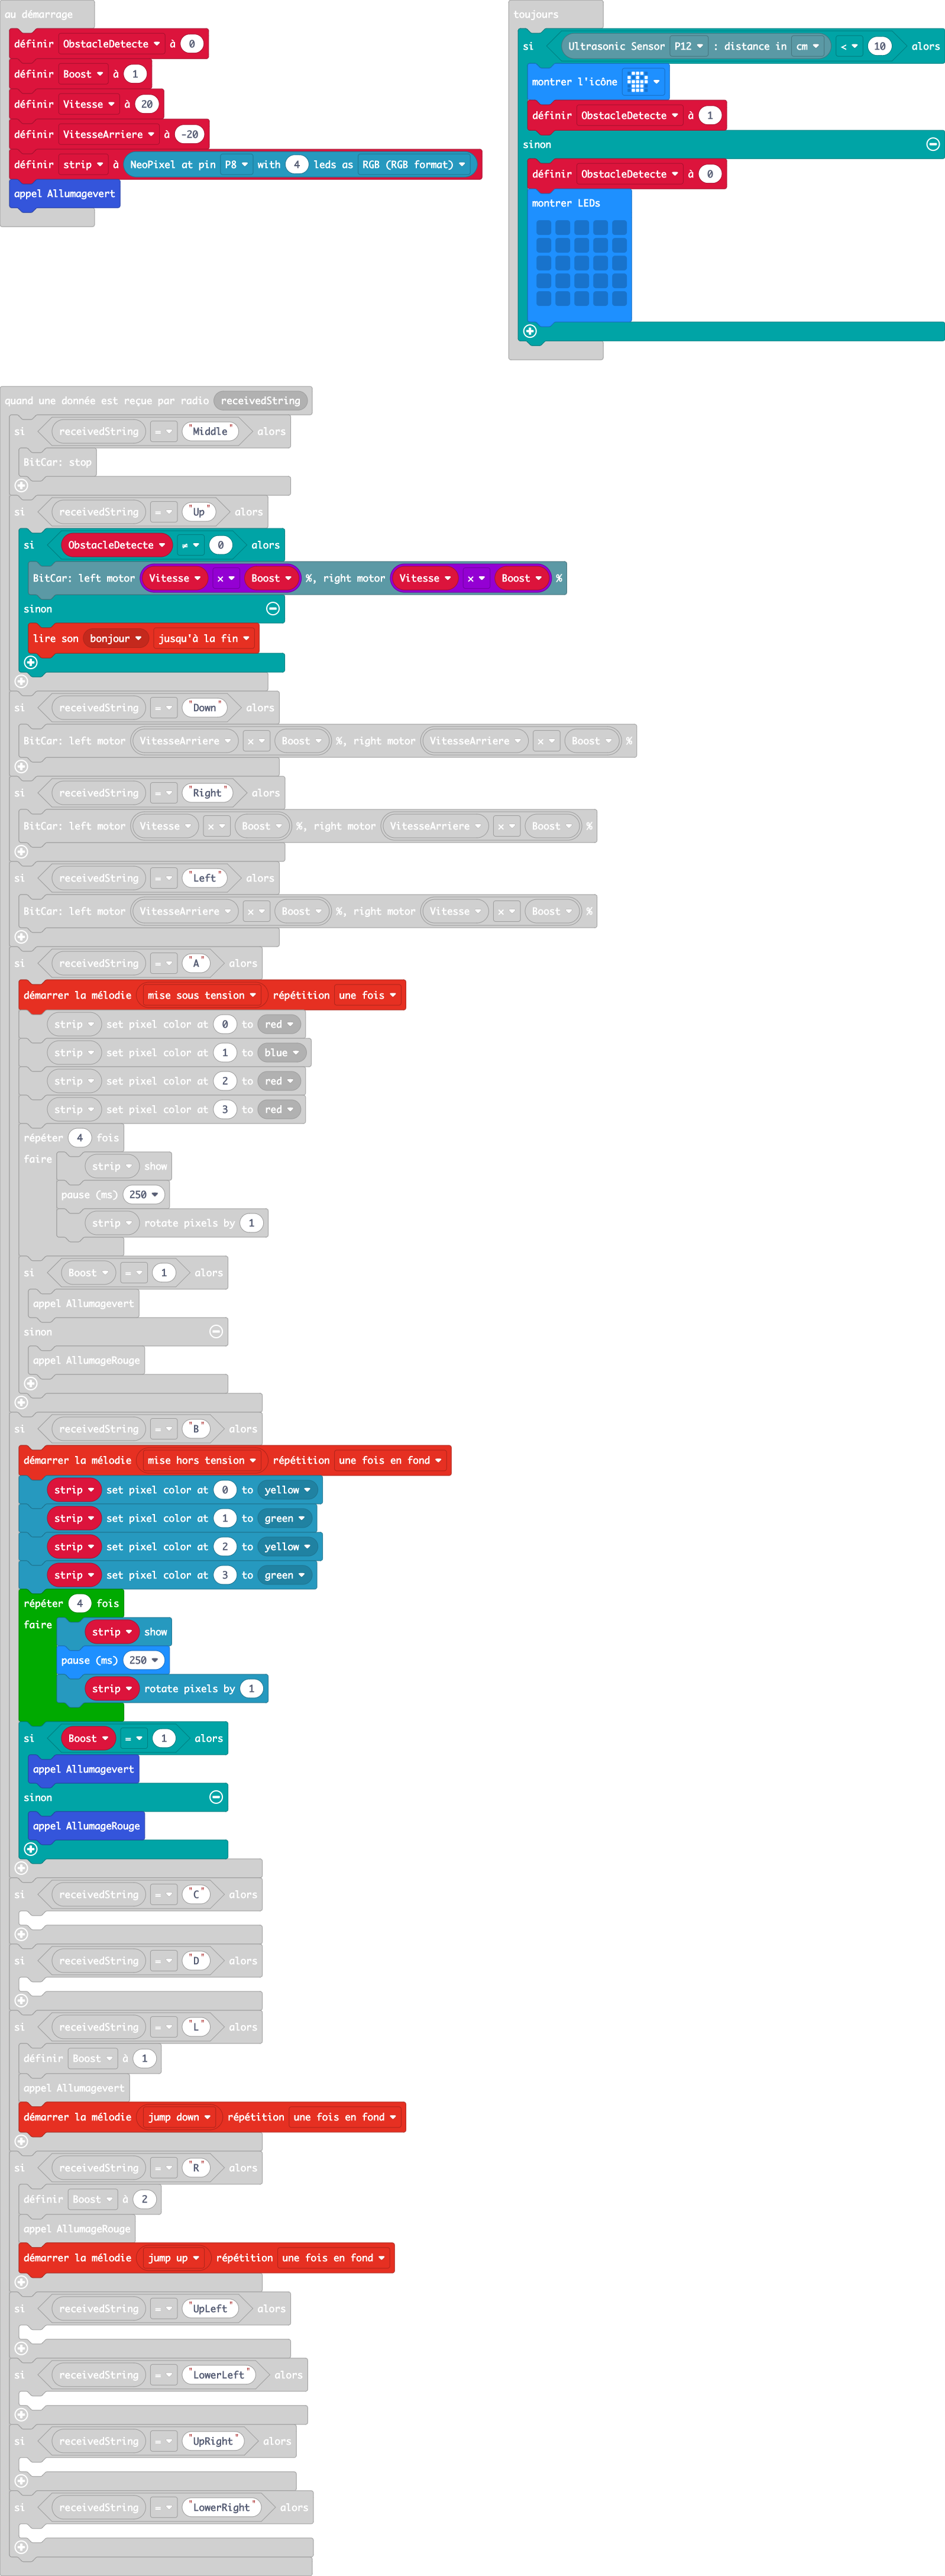 au démarrage
définir ObstacleDetecte à 0
définir Boost à 1
définir Vitesse à 20
définir VitesseArriere à -20
définir strip à NeoPixel at pin P8 with 4 leds as RGB (RGB format)
appel Allumagevert
toujours
si Ultrasonic Sensor P12 : distance in cm < 10 alors
montrer l'icône
définir ObstacleDetecte à 1
sinon
définir ObstacleDetecte à 0
montrer LEDs
quand une donnée est reçue par radio receivedString
si receivedString = "Middle" alors
BitCar: stop
si receivedString = "Up" alors
si ObstacleDetecte ≠ 0 alors
BitCar: left motor Vitesse × Boost %, right motor Vitesse × Boost %
sinon
lire son bonjour jusqu'à la fin
si receivedString = "Down" alors
BitCar: left motor VitesseArriere × Boost %, right motor VitesseArriere × Boost %
si receivedString = "Right" alors
BitCar: left motor Vitesse × Boost %, right motor VitesseArriere × Boost %
si receivedString = "Left" alors
BitCar: left motor VitesseArriere × Boost %, right motor Vitesse × Boost %
si receivedString = "A" alors
démarrer la mélodie mise sous tension répétition une fois
strip set pixel color at 0 to red
strip set pixel color at 1 to blue
strip set pixel color at 2 to red
strip set pixel color at 3 to red
répéter 4 fois
faire strip show
pause (ms) 250
strip rotate pixels by 1
si Boost = 1 alors
appel Allumagevert
sinon
appel AllumageRouge
si receivedString = "B" alors
démarrer la mélodie mise hors tension répétition une fois en fond
strip set pixel color at 0 to yellow
strip set pixel color at 1 to green
strip set pixel color at 2 to yellow
strip set pixel color at 3 to green
répéter 4 fois
faire strip show
pause (ms) 250
strip rotate pixels by 1
si Boost = 1 alors
appel Allumagevert
sinon
appel AllumageRouge
si receivedString = "C" alors
si receivedString = "D" alors
si receivedString = "L" alors
définir Boost à 1
appel Allumagevert
démarrer la mélodie jump down répétition une fois en fond
si receivedString = "R" alors
définir Boost à 2
appel AllumageRouge
démarrer la mélodie jump up répétition une fois en fond
si receivedString = "UpLeft" alors
si receivedString = "LowerLeft" alors
si receivedString = "UpRight" alors
si receivedString = "LowerRight" alors